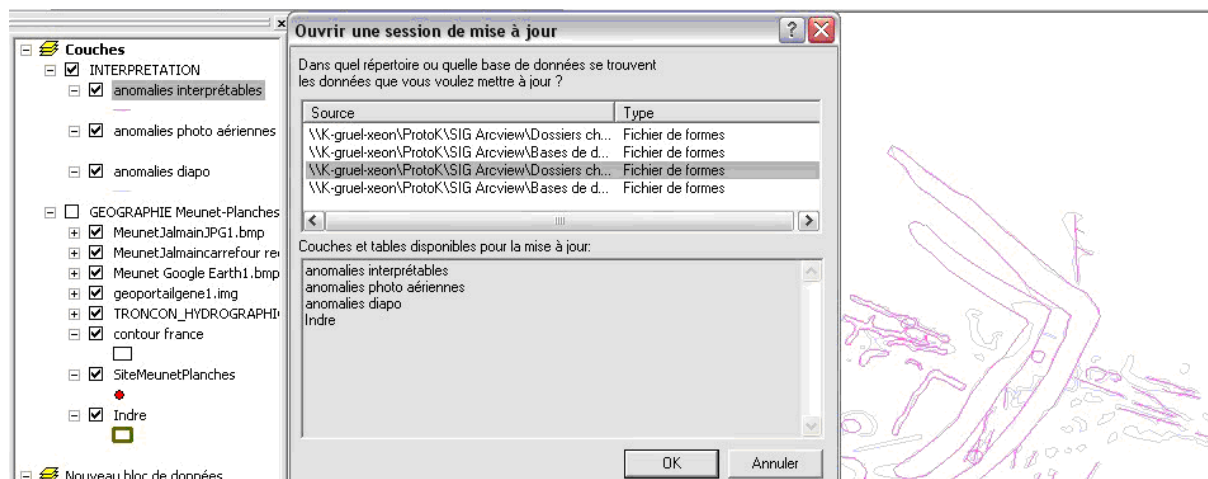 Couches
INTERPRETATION
anomalies interprétables
anomalies photo aériennes
anomalies diapo
GEOGRAPHIE Meunet-Planches
MeunetJalmainJPG1.bmp
MeunetJalmaincarrefour
Meunet Google Earth1.bmp
geoportailgene1.img
TRONCON_HYDROGRAPHI
contour france
SiteMeunetPlanches
Indre
Nouveau bloc de données
Ouvrir une session de mise à jour
Dans quel répertoire ou quelle base de données se trouvent
les données que vous voulez mettre à jour ?
Source Type
\\K-gruel-xeon\ProtoK\SIG Arcview\Dossiers ch... Fichier de formes
\\K-gruel-xeon\ProtoK\SIG Arcview\Bases de d... Fichier de formes
\\K-gruel-xeon\ProtoK\SIG Arcview\Dossiers ch... Fichier de formes
\\K-gruel-xeon\ProtoK\SIG Arcview\Bases de d... Fichier de formes
Couches et tables disponibles pour la mise à jour:
anomalies interprétables
anomalies photo aériennes
anomalies diapo
Indre
OK Annuler